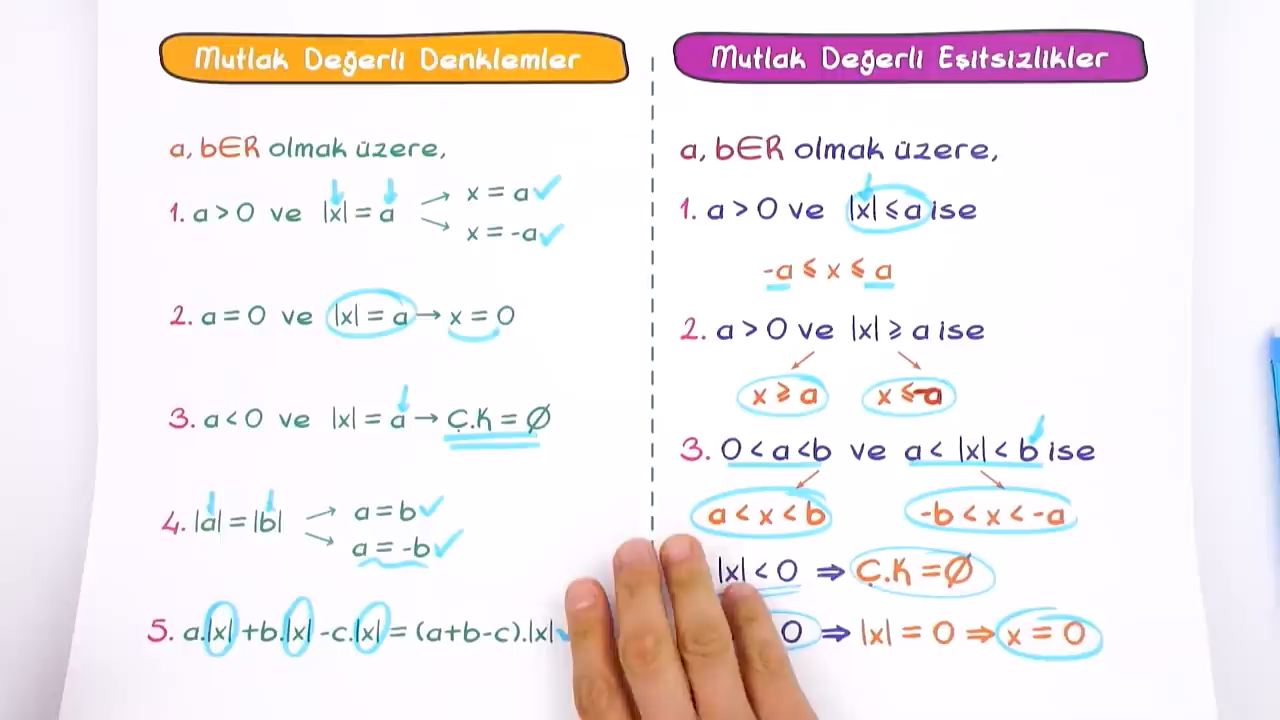 Mutlak Değerli Denklemler
a, b∈R olmak üzere,
1. a > 0 ve |x| = a
x = a
x = -a
2. a = 0 ve |x| = a → x = 0
3. a < 0 ve |x| = a → Ç.K = Ø
4. |a| = |b|
a = b
a = -b
5. a.|x| + b.|x| - c.|x| = (a+b-c).|x|
Mutlak Değerli Eşitsizlikler
a, b∈R olmak üzere,
1. a > 0 ve |x| ⩽ a ise
-a ⩽ x ⩽ a
2. a > 0 ve |x| ⩾ a ise
x ⩾ a x ⩽ -a
3. 0 < a < b ve a < |x| < b ise
a < x < b -b < x < -a
|x| < 0 ⇒ Ç.K = Ø
0 ⇒ |x| = 0 ⇒ x = 0